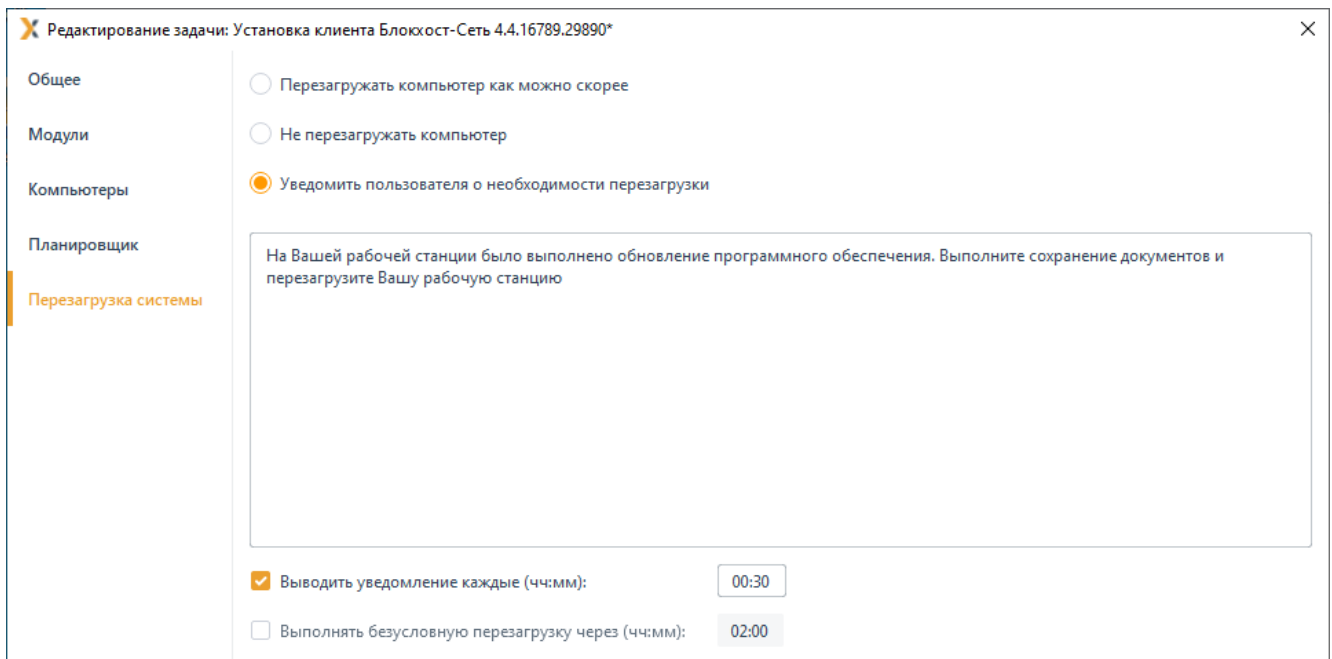 Редактирование задачи: Установка клиента Блокхост-Сеть 4.4.16789.29890*
Общее
Модули
Компьютеры
Планировщик
Перезагрузка системы
Перезагружать компьютер как можно скорее
Не перезагружать компьютер
Уведомить пользователя о необходимости перезагрузки
На Вашей рабочей станции было выполнено обновление программного обеспечения. Выполните сохранение документов и
перезагрузите Вашу рабочую станцию
Выводить уведомление каждые (чч:мм): 00:30
Выполнять безусловную перезагрузку через (чч:мм): 02:00